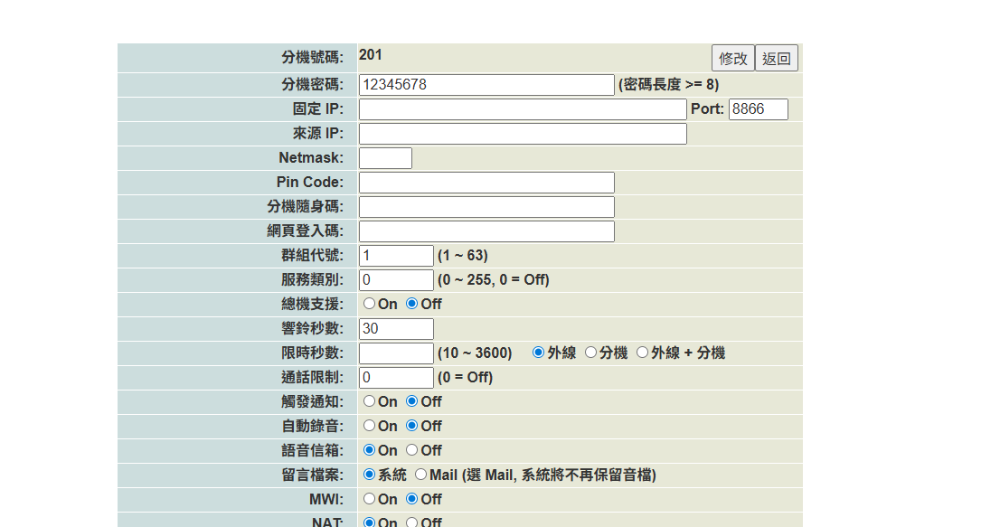 分機號碼: 201 修改 返回
分機密碼: 12345678 (密碼長度 >= 8)
固定 IP: Port: 8866
來源 IP:
Netmask:
Pin Code:
分機隨身碼:
網頁登入碼:
群組代號: 1 (1 ~ 63)
服務類別: 0 (0 ~ 255, 0 = Off)
總機支援: On Off
響鈴秒數: 30
限時秒數: (10 ~ 3600) 外線 分機 外線 + 分機
通話限制: 0 (0 = Off)
觸發通知: On Off
自動錄音: On Off
語音信箱: On Off
留言檔案: 系統 Mail (選 Mail, 系統將不再保留音檔)
MWI: On Off
NAT: On Off